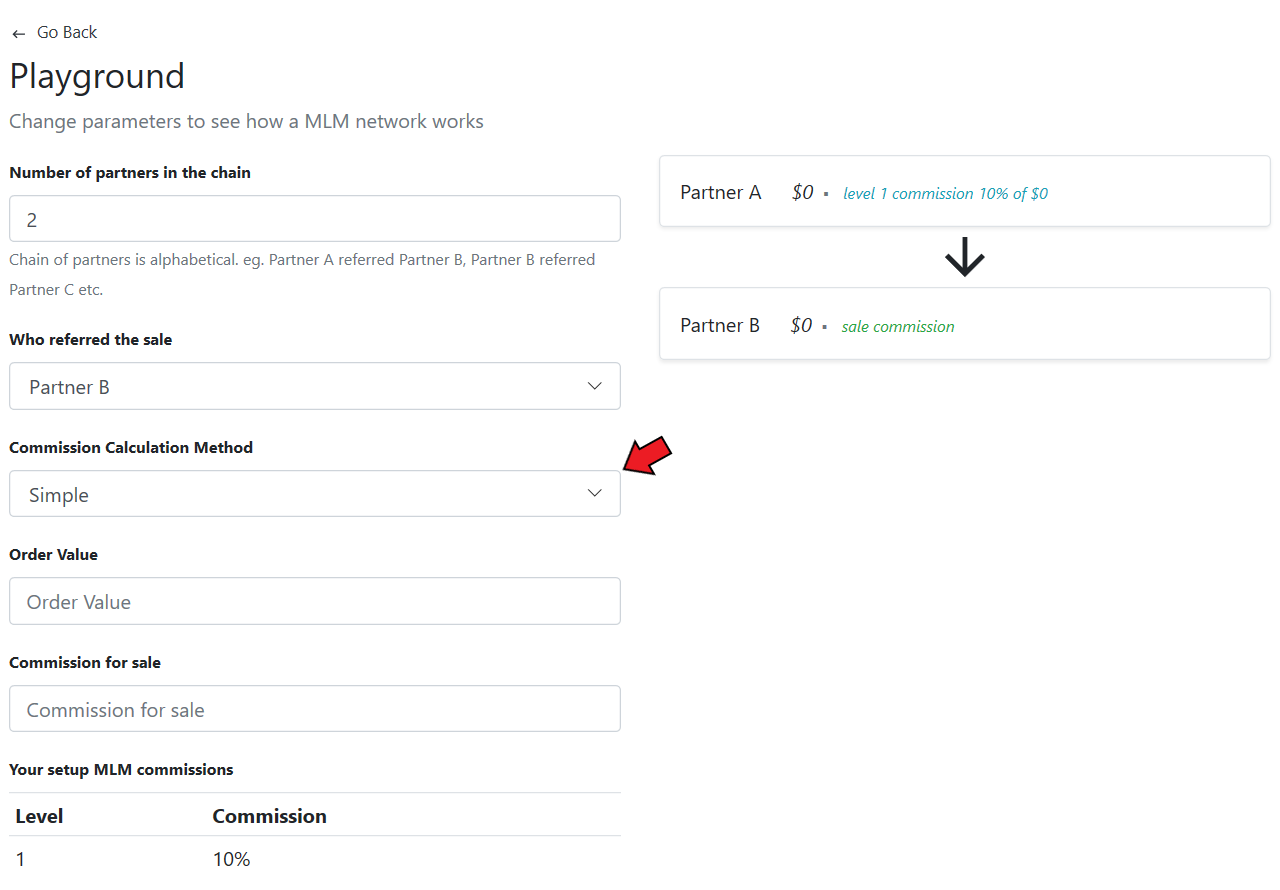 ← Go Back
Playground
Change parameters to see how a MLM network works
Number of partners in the chain
2
Chain of partners is alphabetical. eg. Partner A referred Partner B, Partner B referred
Partner C etc.
Who referred the sale
Partner B
Commission Calculation Method
Simple
Order Value
Order Value
Commission for sale
Commission for sale
Your setup MLM commissions
Level Commission
1 10%
Partner A $0 ▪ level 1 commission 10% of $0
Partner B $0 ▪ sale commission